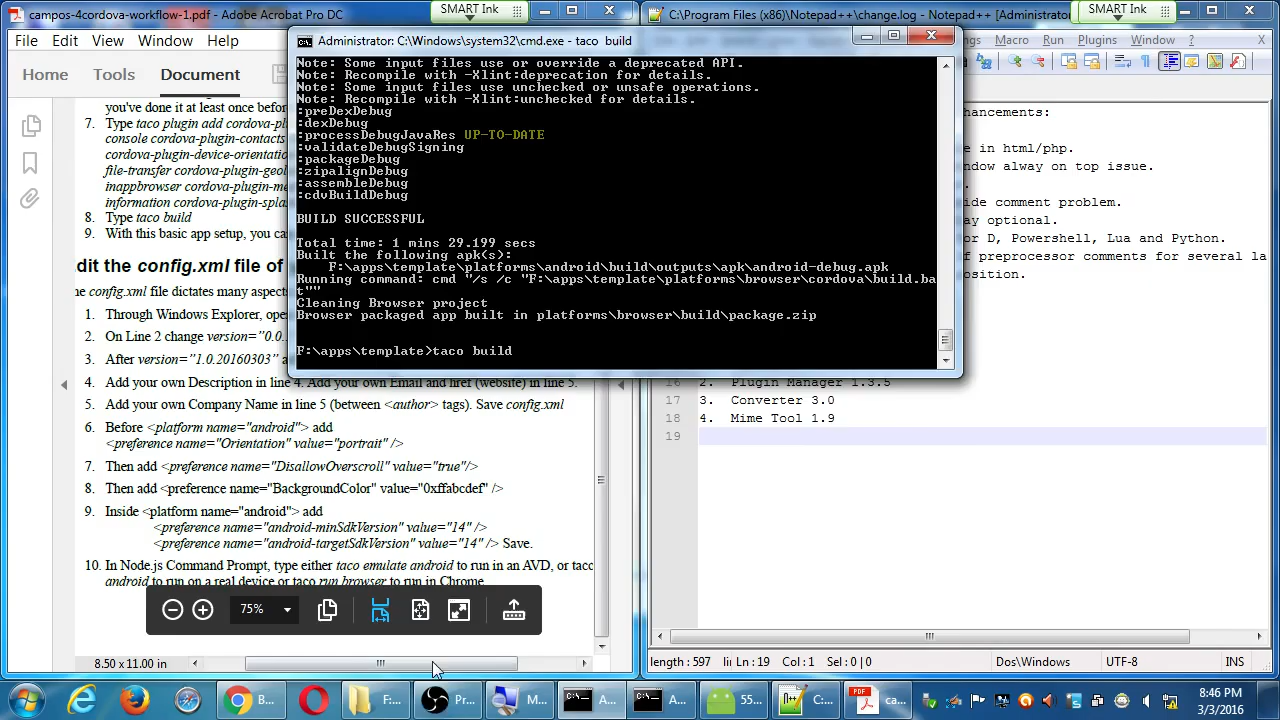 campos-4cordova-workflow-1.pdf - Adobe Acrobat Pro DC
SMART Ink
File Edit View Window Help
Home Tools Document
you've done it at least once before
7. Type taco plugin add cordova-pl
console cordova-plugin-contacts
cordova-plugin-device-orientatio
file-transfer cordova-plugin-geol
inappbrowser cordova-plugin-me
information cordova-plugin-splas
8. Type taco build
9. With this basic app setup, you ca
dit the config.xml file of
e config.xml file dictates many aspects
1. Through Windows Explorer, open
2. On Line 2 change version="0.0.
3. After version="1.0.20160303" a
4. Add your own Description in line 4. Add your own Email and href (website) in line 5.
5. Add your own Company Name in line 5 (between <author> tags). Save config.xml
6. Before <platform name="android"> add
<preference name="Orientation" value="portrait" />
7. Then add <preference name="DisallowOverscroll" value="true"/>
8. Then add <preference name="BackgroundColor" value="0xffabcdef" />
9. Inside <platform name="android"> add
<preference name="android-minSdkVersion" value="14" />
<preference name="android-targetSdkVersion" value="14" /> Save.
10. In Node.js Command Prompt, type either taco emulate android to run in an AVD, or taco
android to run on a real device or taco run browser to run in Chrome.
75%
8.50 x 11.00 in
Administrator: C:\Windows\system32\cmd.exe - taco build
Note: Some input files use or override a deprecated API.
Note: Recompile with -Xlint:deprecation for details.
Note: Some input files use unchecked or unsafe operations.
Note: Recompile with -Xlint:unchecked for details.
:preDexDebug
:dexDebug
:processDebugJavaRes UP-TO-DATE
:validateDebugSigning
:packageDebug
:zipalignDebug
:assembleDebug
:cdvBuildDebug
BUILD SUCCESSFUL
Total time: 1 mins 29.199 secs
Built the following apk(s):
F:\apps\template\platforms\android\build\outputs\apk\android-debug.apk
Running command: cmd "/s /c "F:\apps\template\platforms\browser\cordova\build.ba
t""
Cleaning Browser project
Browser packaged app built in platforms\browser\build\package.zip
F:\apps\template>taco build
C:\Program Files (x86)\Notepad++\change.log - Notepad++ [Administrator
SMART Ink
ngs Macro Run Plugins Window ? X
hancements:
e in html/php.
ndow alway on top issue.
.
ide comment problem.
ay optional.
or D, Powershell, Lua and Python.
of preprocessor comments for several la
osition.
16 2. Plugin Manager 1.3.5
17 3. Converter 3.0
18 4. Mime Tool 1.9
19
length : 597 Ln : 19 Col : 1 Sel : 0 | 0 Dos\Windows UTF-8 INS
B... F:... Pr... M... A... A... 55... C:... PDF ca...
8:46 PM
3/3/2016